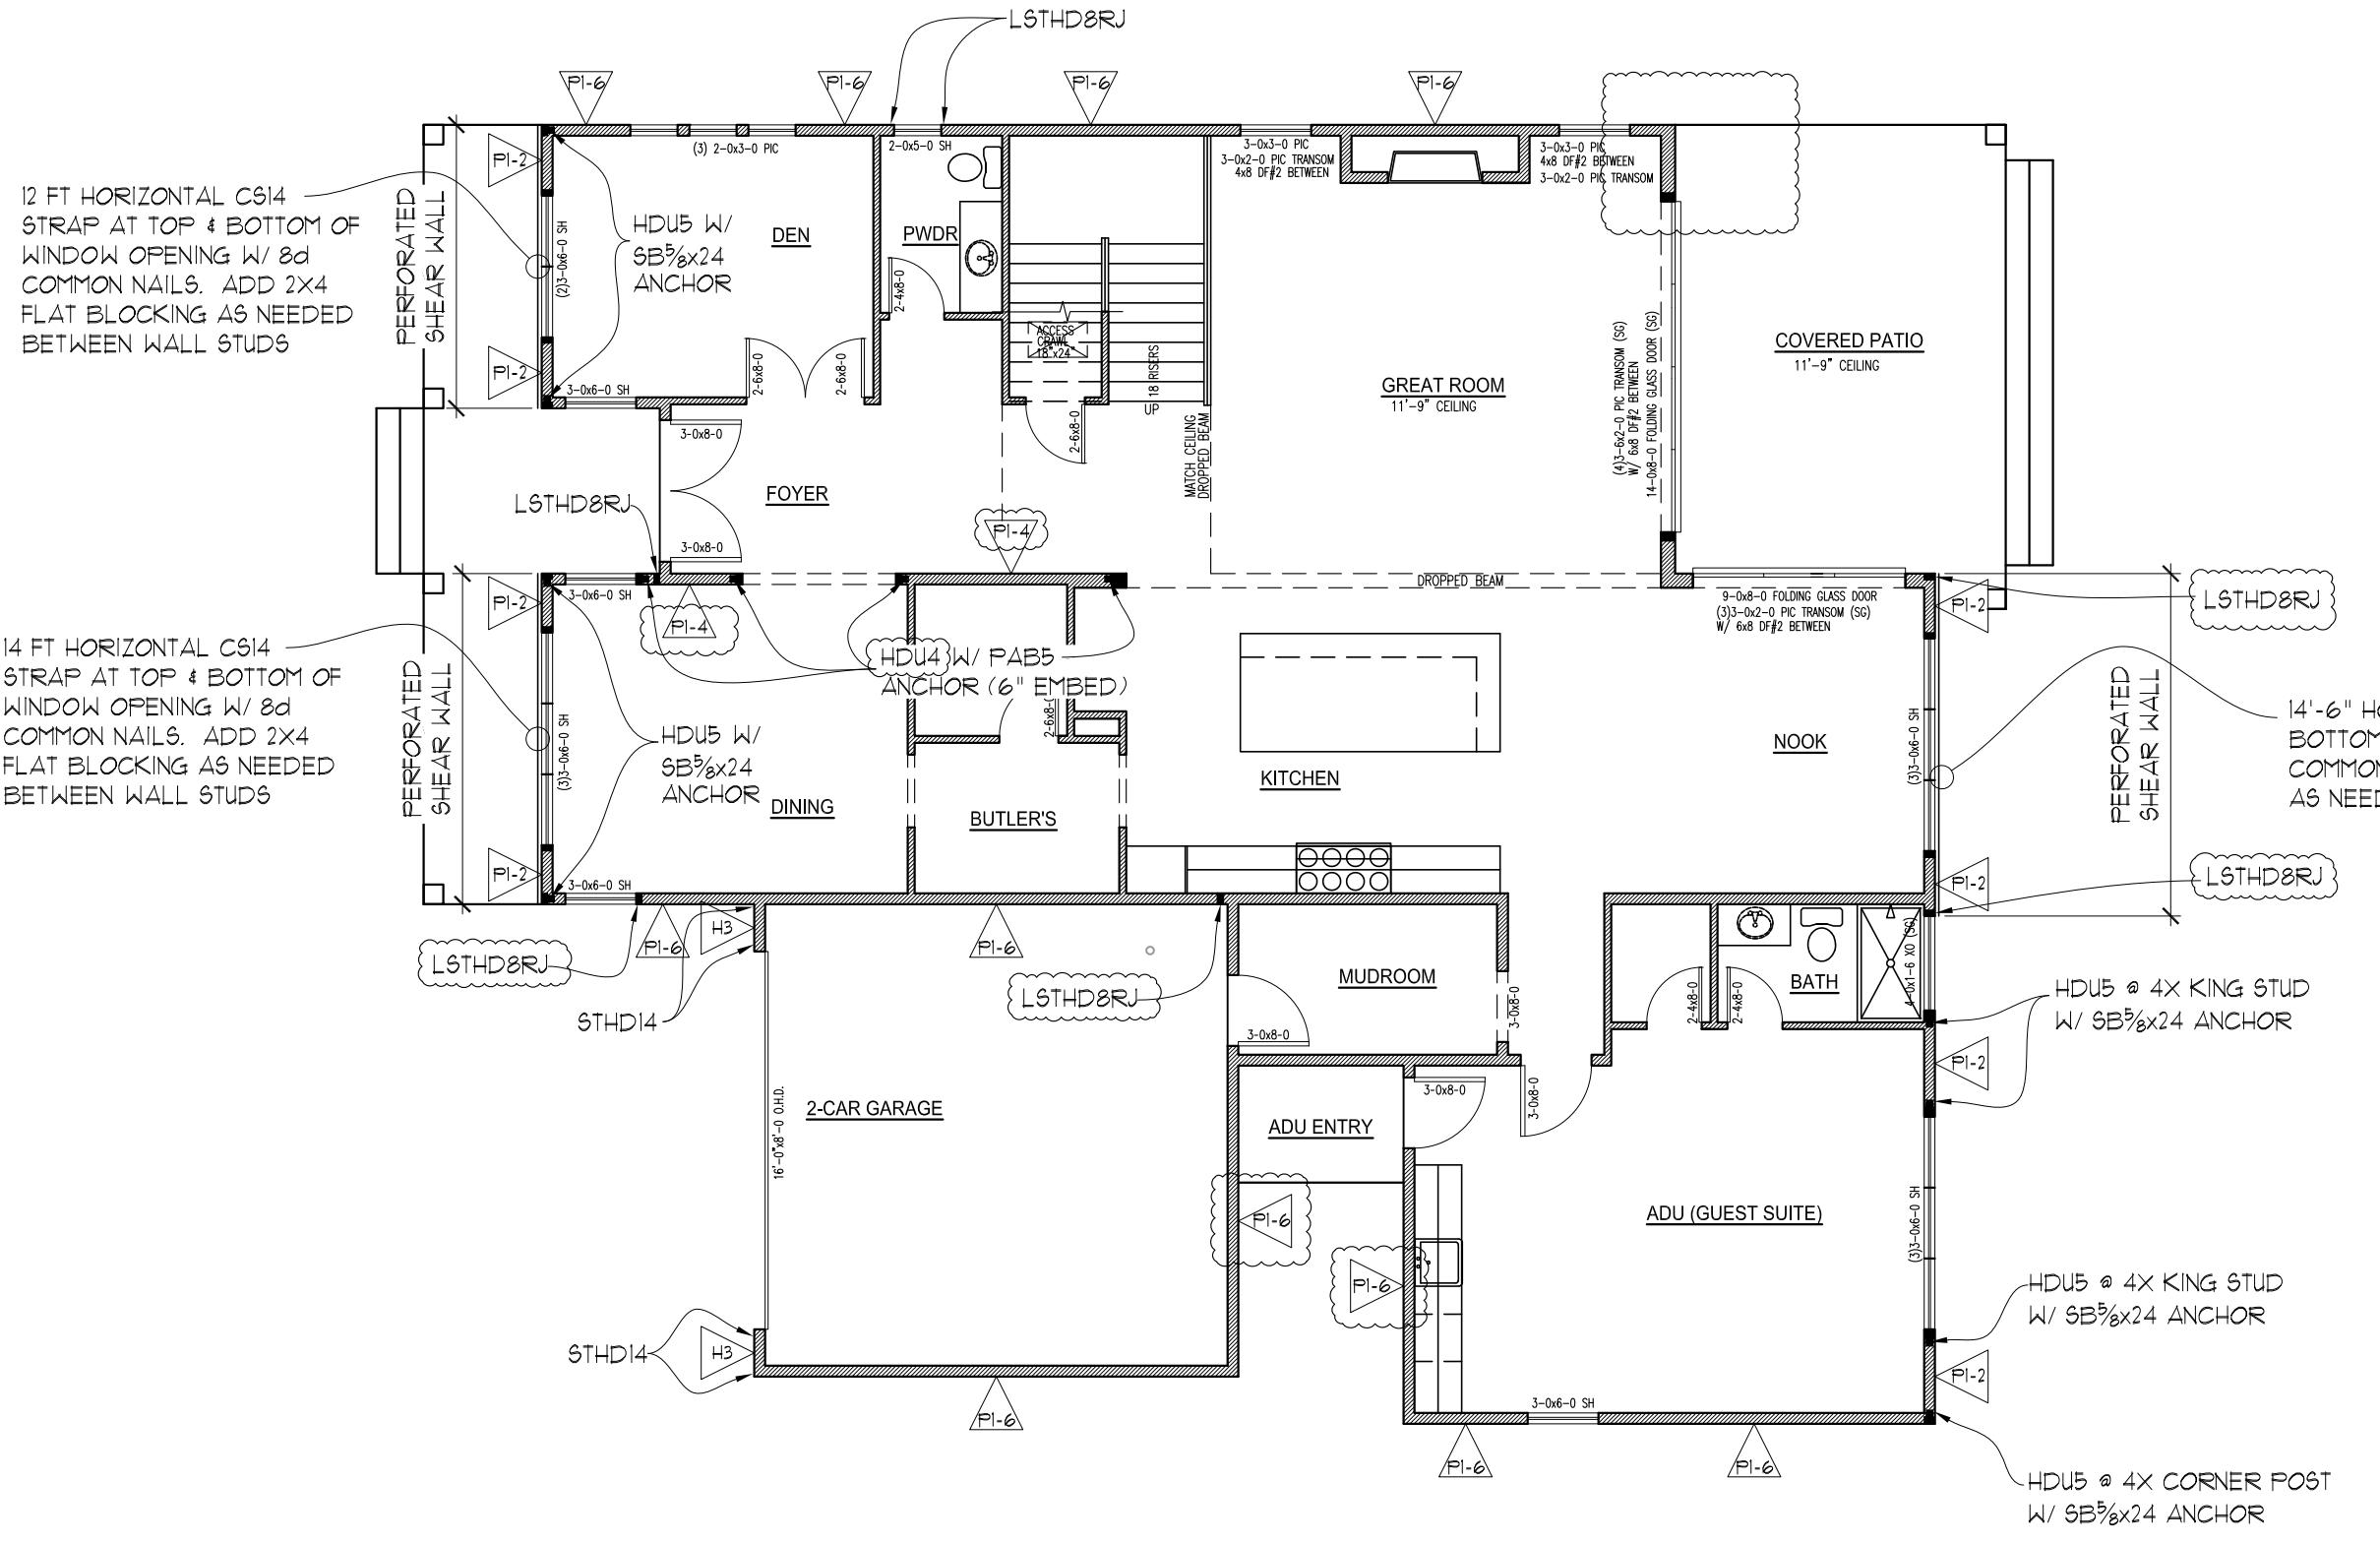 LSTHD8RJ
P1-6
P1-6
P1-6
P1-6
P1-2
(3) 2-0x3-0 PIC
2-0x5-0 SH
3-0x3-0 PIC
3-0x2-0 PIC TRANSOM
4x8 DF#2 BETWEEN
3-0x3-0 PIC
4x8 DF#2 BETWEEN
3-0x2-0 PIC TRANSOM
12 FT HORIZONTAL CS14
STRAP AT TOP & BOTTOM OF
WINDOW OPENING W/ 8d
COMMON NAILS. ADD 2X4
FLAT BLOCKING AS NEEDED
BETWEEN WALL STUDS
PERFORATED
SHEAR WALL
(2)3-0x6-0 SH
HDU5 W/
SB5/8x24
ANCHOR
DEN
PWDR
2-4x8-0
ACCESS
CRAWL
18"x24"
18 RISERS
UP
P1-2
3-0x6-0 SH
2-6x8-0
2-6x8-0
2-6x8-0
GREAT ROOM
11'-9" CEILING
MATCH CEILING
DROPPED BEAM
(4)3-6x2-0 PIC TRANSOM (SG)
W/ 6x8 DF#2 BETWEEN
14-0x8-0 FOLDING GLASS DOOR (SG)
COVERED PATIO
11'-9" CEILING
3-0x8-0
FOYER
LSTHD8RJ
3-0x8-0
P1-4
DROPPED BEAM
P1-2
3-0x6-0 SH
P1-4
9-0x8-0 FOLDING GLASS DOOR
(3)3-0x2-0 PIC TRANSOM (SG)
W/ 6x8 DF#2 BETWEEN
P1-2
LSTHD8RJ
14 FT HORIZONTAL CS14
STRAP AT TOP & BOTTOM OF
WINDOW OPENING W/ 8d
COMMON NAILS. ADD 2X4
FLAT BLOCKING AS NEEDED
BETWEEN WALL STUDS
PERFORATED
SHEAR WALL
(3)3-0x6-0 SH
HDU4 W/ PAB5
ANCHOR (6" EMBED)
2-6x8-
HDU5 W/
SB5/8x24
ANCHOR
DINING
BUTLER'S
KITCHEN
NOOK
(3)3-0x6-0 SH
PERFORATED
SHEAR WALL
14'-6" H
BOTTOM
COMMON
AS NEE
P1-2
3-0x6-0 SH
P1-2
LSTHD8RJ
LSTHD8RJ
P1-6
H3
STHD14
P1-6
LSTHD8RJ
MUDROOM
3-0x8-0
3-0x8-0
2-4x8-0
2-4x8-0
BATH
4-0x1-6 XO (SG)
HDU5 @ 4X KING STUD
W/ SB5/8x24 ANCHOR
P1-2
16'-0"x8'-0 O.H.D.
2-CAR GARAGE
ADU ENTRY
3-0x8-0
3-0x8-0
P1-6
P1-6
ADU (GUEST SUITE)
(3)3-0x6-0 SH
HDU5 @ 4X KING STUD
W/ SB5/8x24 ANCHOR
STHD14
H3
P1-6
3-0x6-0 SH
P1-2
P1-6
P1-6
HDU5 @ 4X CORNER POST
W/ SB5/8x24 ANCHOR